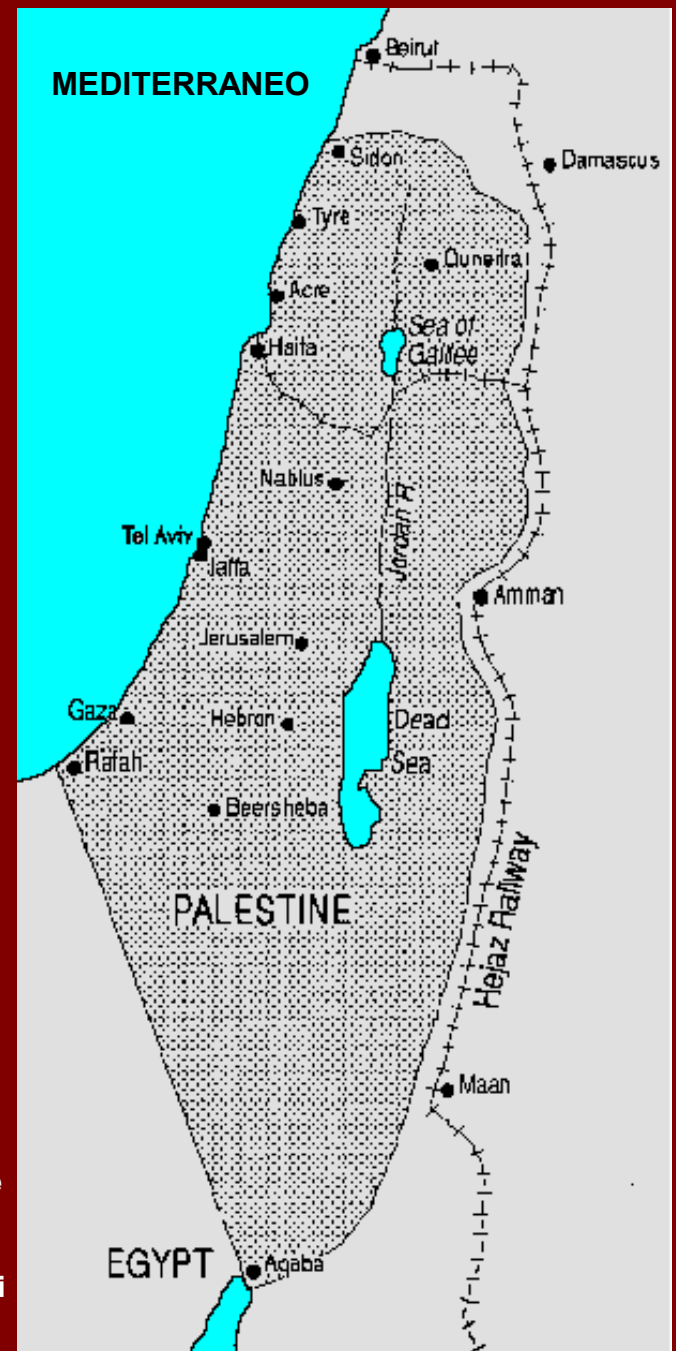 Beirut
MEDITERRANEO
Sidon
Damascus
Tyre
Quneitra
Acre
Sea of
Galilee
Haifa
Nablus
Jordan R.
Tel Aviv
Jaffa
Amman
Jerusalem
Gaza
Hebron
Dead
Sea
Rafah
Beersheba
PALESTINE
Hejaz Railway
Maan
EGYPT
Aqaba